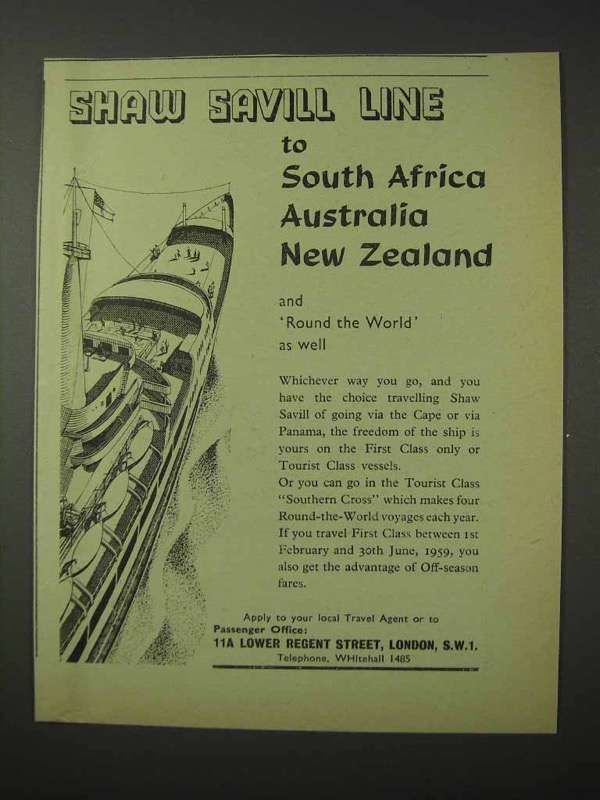 SHAW SAVILL LINE
to
South Africa
Australia
New Zealand
and
'Round the World'
as well
Whichever way you go, and you
have the choice travelling Shaw
Savill of going via the Cape or via
Panama, the freedom of the ship is
yours on the First Class only or
Tourist Class vessels.
Or you can go in the Tourist Class
"Southern Cross" which makes four
Round-the-World voyages each year.
If you travel First Class between 1st
February and 30th June, 1959, you
also get the advantage of Off-season
fares.
Apply to your local Travel Agent or to
Passenger Office:
11A LOWER REGENT STREET, LONDON, S.W.1.
Telephone, WHItehall 1485